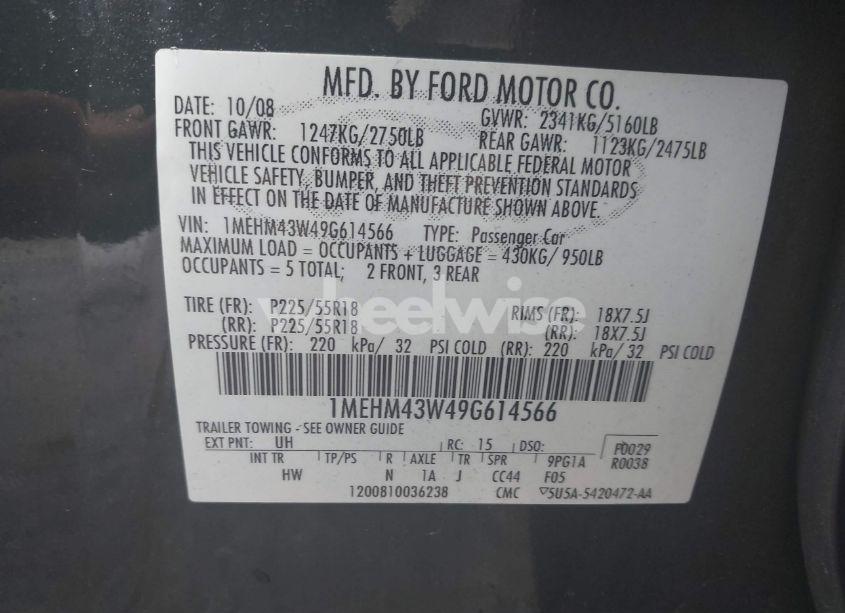 MFD. BY FORD MOTOR CO.
DATE: 10/08 GVWR: 2341KG/5160LB
FRONT GAWR: 1247KG/2750LB REAR GAWR: 1123KG/2475LB
THIS VEHICLE CONFORMS TO ALL APPLICABLE FEDERAL MOTOR
VEHICLE SAFETY, BUMPER, AND THEFT PREVENTION STANDARDS
IN EFFECT ON THE DATE OF MANUFACTURE SHOWN ABOVE.
VIN: 1MEHM43W49G614566 TYPE: Passenger Car
MAXIMUM LOAD = OCCUPANTS + LUGGAGE = 430KG/ 950LB
OCCUPANTS = 5 TOTAL; 2 FRONT, 3 REAR
TIRE (FR): P225/55R18 RIMS (FR): 18X7.5J
(RR): P225/55R18 (RR): 18X7.5J
wheelwise
PRESSURE (FR): 220 kPa/ 32 PSI COLD (RR): 220 kPa/ 32 PSI COLD
1MEHM43W49G614566
TRAILER TOWING - SEE OWNER GUIDE
EXT PNT: UH RC: 15 DSO: F0029
INT TR TP/PS R AXLE TR SPR 9PG1A R0038
HW N 1A J CC44 F05
1200810036238 CMC ▽5U5A-5420472-AA